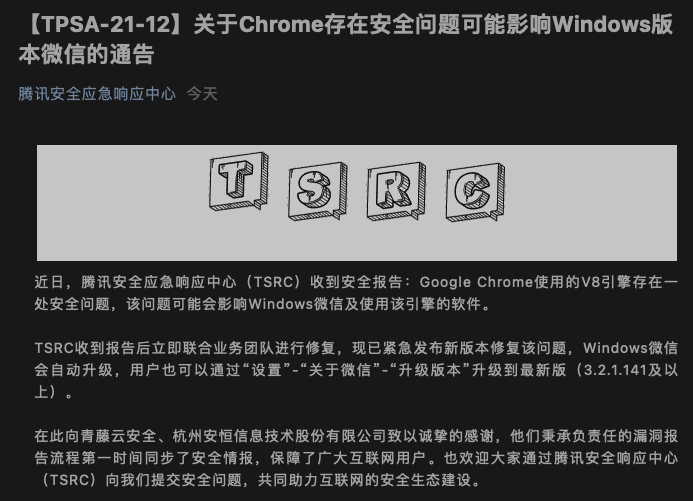 【TPSA-21-12】关于Chrome存在安全问题可能影响Windows版
本微信的通告
腾讯安全应急响应中心 今天
T S R C
近日，腾讯安全应急响应中心（TSRC）收到安全报告：Google Chrome使用的V8引擎存在一
处安全问题，该问题可能会影响Windows微信及使用该引擎的软件。
TSRC收到报告后立即联合业务团队进行修复，现已紧急发布新版本修复该问题，Windows微信
会自动升级，用户也可以通过“设置”-“关于微信”-“升级版本”升级到最新版（3.2.1.141及以
上）。
在此向青藤云安全、杭州安恒信息技术股份有限公司致以诚挚的感谢，他们秉承负责任的漏洞报
告流程第一时间同步了安全情报，保障了广大互联网用户。也欢迎大家通过腾讯安全响应中心
（TSRC）向我们提交安全问题，共同助力互联网的安全生态建设。